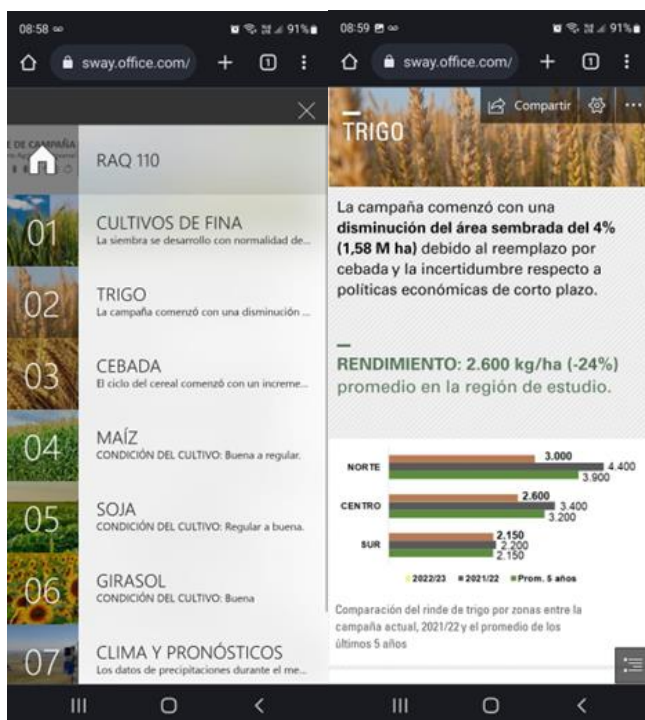 08:58
91%
sway.office.com/
1
E DE CAMPAÑA
RAQ 110
01
CULTIVOS DE FINA
La siembra se desarrollo con normalidad de...
02
TRIGO
La campaña comenzó con una disminución ...
03
CEBADA
El ciclo del cereal comenzó con un increme...
04
MAÍZ
CONDICIÓN DEL CULTIVO: Buena a regular.
05
SOJA
CONDICIÓN DEL CULTIVO: Regular a buena.
06
GIRASOL
CONDICIÓN DEL CULTIVO: Buena
07
CLIMA Y PRONÓSTICOS
Los datos de precipitaciones durante el me...
08:59
91%
sway.office.com/
1
Compartir
TRIGO
La campaña comenzó con una
disminución del área sembrada del 4%
(1,58 M ha) debido al reemplazo por
cebada y la incertidumbre respecto a
políticas económicas de corto plazo.
RENDIMIENTO: 2.600 kg/ha (-24%)
promedio en la región de estudio.
NORTE
3.000
4.400
3.900
CENTRO
2.600
3.400
3.200
SUR
2.150
2.200
2.150
2022/23 2021/22 Prom. 5 años
Comparación del rinde de trigo por zonas entre la
campaña actual, 2021/22 y el promedio de los
últimos 5 años